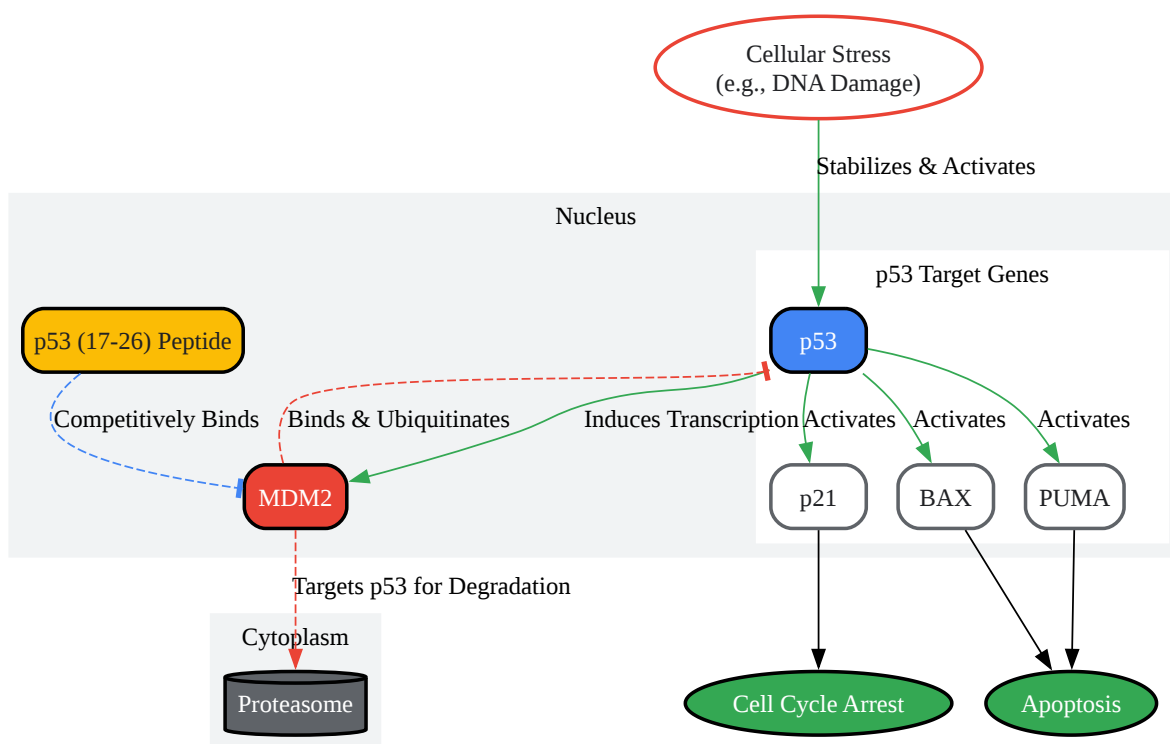 Cellular Stress
(e.g., DNA Damage)
Stabilizes & Activates
Nucleus
p53 Target Genes
p53 (17-26) Peptide
p53
Competitively Binds
Binds & Ubiquitinates
Induces Transcription
Activates
Activates
Activates
MDM2
p21
BAX
PUMA
Targets p53 for Degradation
Cytoplasm
Proteasome
Cell Cycle Arrest
Apoptosis